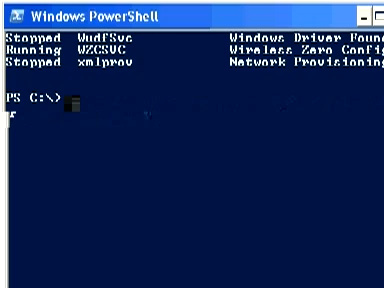 Windows PowerShell
Stopped WudfSvc Windows Driver Foun
Running WZCSVC Wireless Zero Config
Stopped xmlprov Network Provisioning
PS C:\>